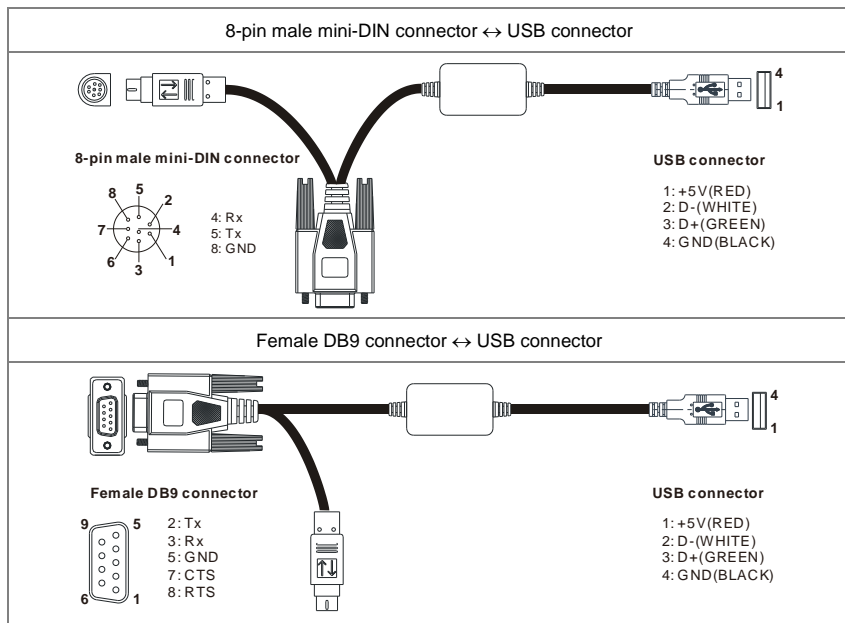 8-pin male mini-DIN connector ↔ USB connector
4
1
8-pin male mini-DIN connector
USB connector
8 5 2
7 4
6 3 1
4: Rx
5: Tx
8: GND
1: +5V(RED)
2: D-(WHITE)
3: D+(GREEN)
4: GND(BLACK)
Female DB9 connector ↔ USB connector
4
1
Female DB9 connector
USB connector
9 5
6 1
2: Tx
3: Rx
5: GND
7: CTS
8: RTS
1: +5V(RED)
2: D-(WHITE)
3: D+(GREEN)
4: GND(BLACK)